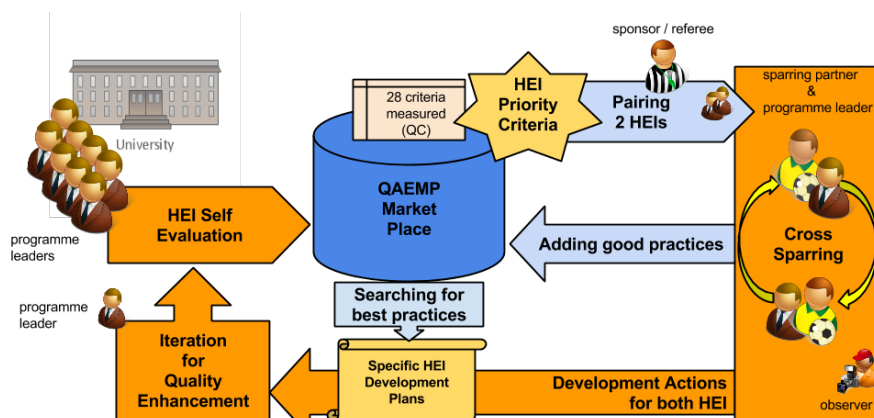 sponsor / referee
28 criteria
measured
(QC)
HEI
Priority
Criteria
Pairing
2 HEIs
sparring partner
&
programme leader
University
QAEMP
Market
Place
HEI Self
Evaluation
programme
leaders
Adding good practices
Cross
Sparring
Searching for
best practices
programme
leader
Iteration
for
Quality
Enhancement
Specific HEI
Development
Plans
Development Actions
for both HEI
observer